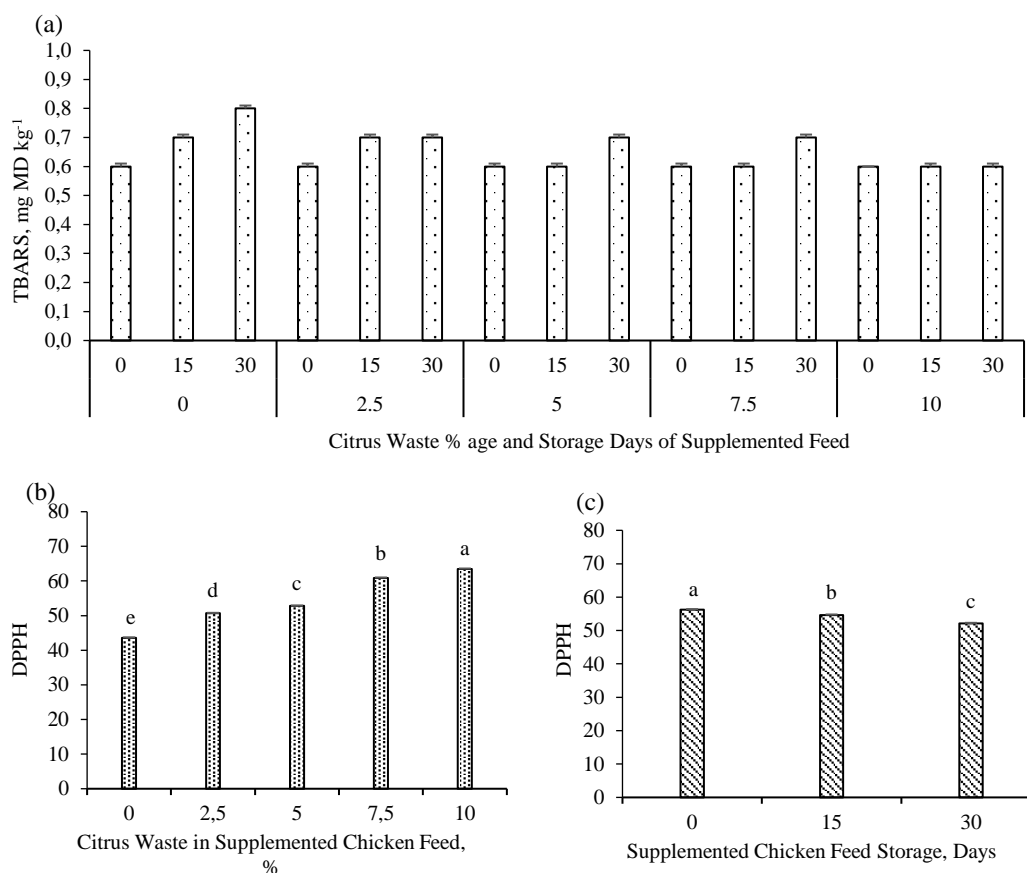 (a)
1,0
0,9
0,8
0,7
0,6
0,5
0,4
0,3
0,2
0,1
0,0
TBARS, mg MD kg-1
0 15 30 0 15 30 0 15 30 0 15 30 0 15 30
0 2.5 5 7.5 10
Citrus Waste % age and Storage Days of Supplemented Feed
(b)
80
70
60
50
40
30
20
10
0
DPPH
e d c b a
0 2,5 5 7,5 10
Citrus Waste in Supplemented Chicken Feed,
%
(c)
80
70
60
50
40
30
20
10
0
DPPH
a b c
0 15 30
Supplemented Chicken Feed Storage, Days